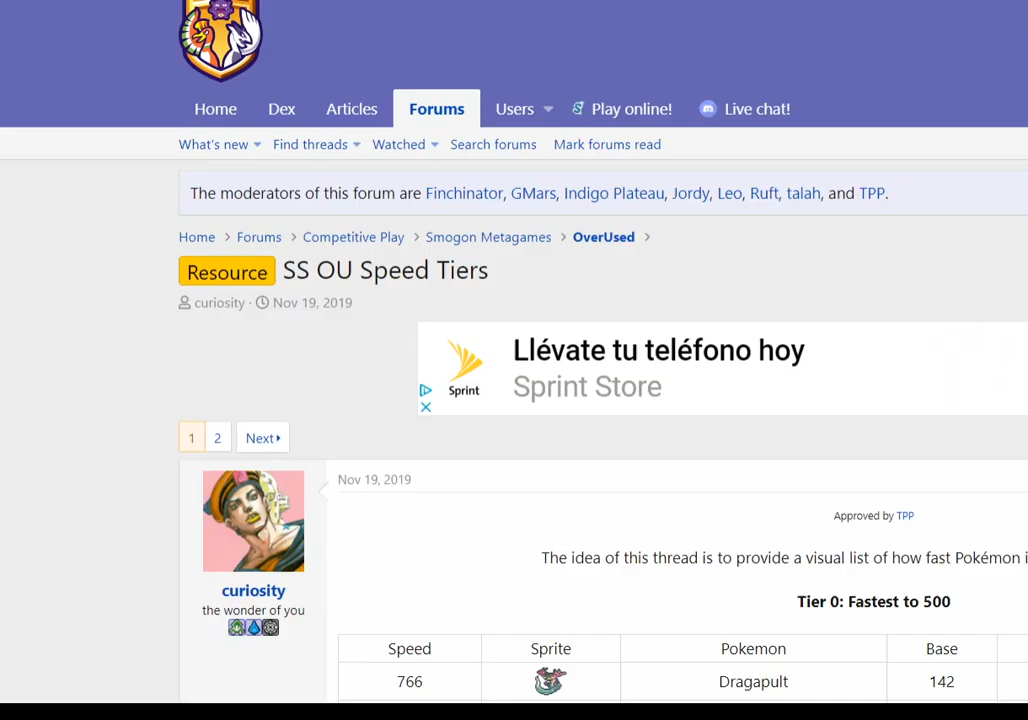 Home Dex Articles Forums Users Play online! Live chat!
What's new Find threads Watched Search forums Mark forums read
The moderators of this forum are Finchinator, GMars, Indigo Plateau, Jordy, Leo, Ruft, talah, and TPP.
Home > Forums > Competitive Play > Smogon Metagames > OverUsed >
Resource SS OU Speed Tiers
curiosity · Nov 19, 2019
Llévate tu teléfono hoy
Sprint Store
Sprint
1 2 Next
Nov 19, 2019
Approved by TPP
The idea of this thread is to provide a visual list of how fast Pokémon i
curiosity
the wonder of you
Tier 0: Fastest to 500
Speed Sprite Pokemon Base
766 Dragapult 142